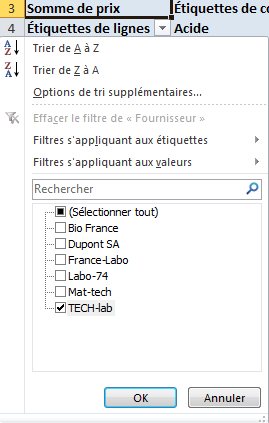 3 Somme de prix Étiquettes de c
4 Étiquettes de lignes Acide
Trier de A à Z
Trier de Z à A
Options de tri supplémentaires...
Effacer le filtre de « Fournisseur »
Filtres s'appliquant aux étiquettes
Filtres s'appliquant aux valeurs
Rechercher
(Sélectionner tout)
Bio France
Dupont SA
France-Labo
Labo-74
Mat-tech
TECH-lab
OK Annuler